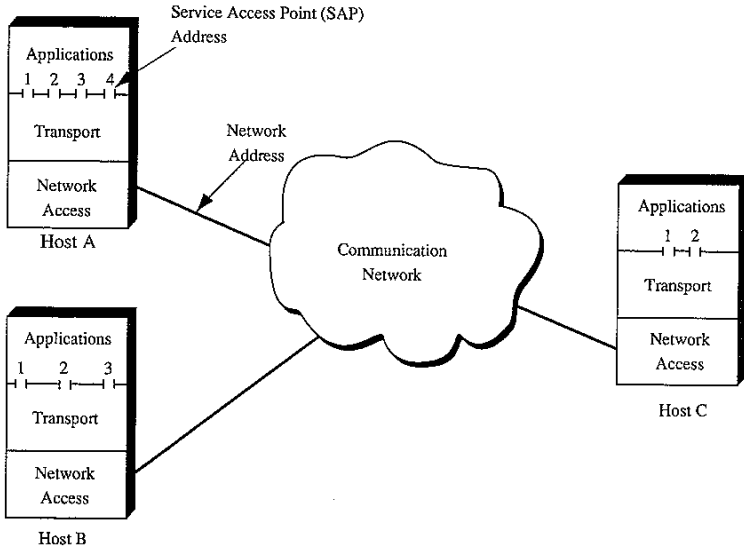 Service Access Point (SAP)
Address
Applications
1 2 3 4
Transport
Network
Access
Host A
Network
Address
Communication
Network
Applications
1 2
Transport
Network
Access
Host C
Applications
1 2 3
Transport
Network
Access
Host B